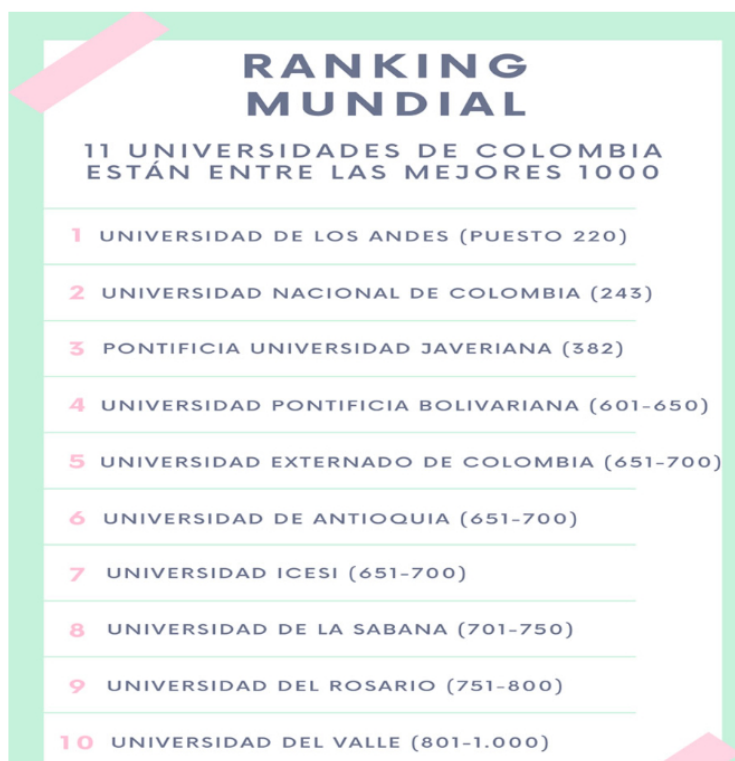 RANKING
MUNDIAL
11 UNIVERSIDADES DE COLOMBIA
ESTÁN ENTRE LAS MEJORES 1000
1 UNIVERSIDAD DE LOS ANDES (PUESTO 220)
2 UNIVERSIDAD NACIONAL DE COLOMBIA (243)
3 PONTIFICIA UNIVERSIDAD JAVERIANA (382)
4 UNIVERSIDAD PONTIFICIA BOLIVARIANA (601-650)
5 UNIVERSIDAD EXTERNADO DE COLOMBIA (651-700)
6 UNIVERSIDAD DE ANTIOQUIA (651-700)
7 UNIVERSIDAD ICESI (651-700)
8 UNIVERSIDAD DE LA SABANA (701-750)
9 UNIVERSIDAD DEL ROSARIO (751-800)
10 UNIVERSIDAD DEL VALLE (801-1.000)